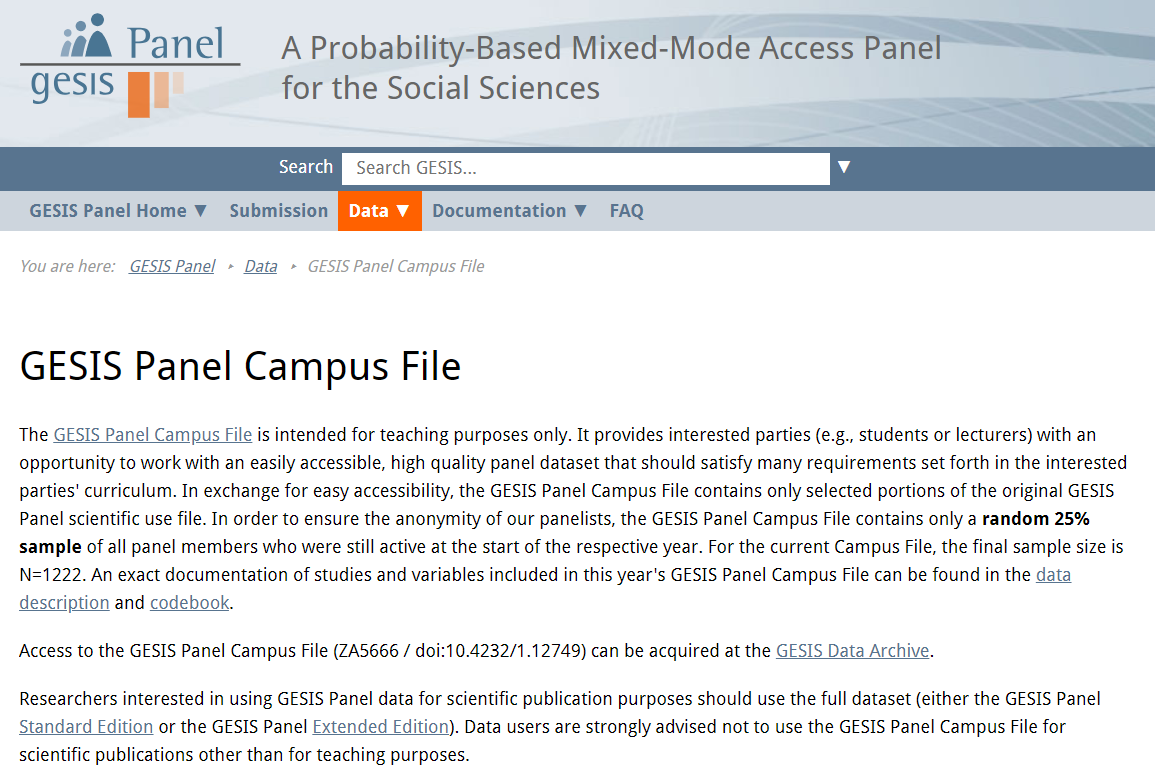 Panel
gesis
A Probability-Based Mixed-Mode Access Panel
for the Social Sciences
Search Search GESIS... ▼
GESIS Panel Home ▼ Submission Data ▼ Documentation ▼ FAQ
You are here: GESIS Panel ‣ Data ‣ GESIS Panel Campus File
GESIS Panel Campus File
The GESIS Panel Campus File is intended for teaching purposes only. It provides interested parties (e.g., students or lecturers) with an
opportunity to work with an easily accessible, high quality panel dataset that should satisfy many requirements set forth in the interested
parties' curriculum. In exchange for easy accessibility, the GESIS Panel Campus File contains only selected portions of the original GESIS
Panel scientific use file. In order to ensure the anonymity of our panelists, the GESIS Panel Campus File contains only a random 25%
sample of all panel members who were still active at the start of the respective year. For the current Campus File, the final sample size is
N=1222. An exact documentation of studies and variables included in this year's GESIS Panel Campus File can be found in the data
description and codebook.
Access to the GESIS Panel Campus File (ZA5666 / doi:10.4232/1.12749) can be acquired at the GESIS Data Archive.
Researchers interested in using GESIS Panel data for scientific publication purposes should use the full dataset (either the GESIS Panel
Standard Edition or the GESIS Panel Extended Edition). Data users are strongly advised not to use the GESIS Panel Campus File for
scientific publications other than for teaching purposes.